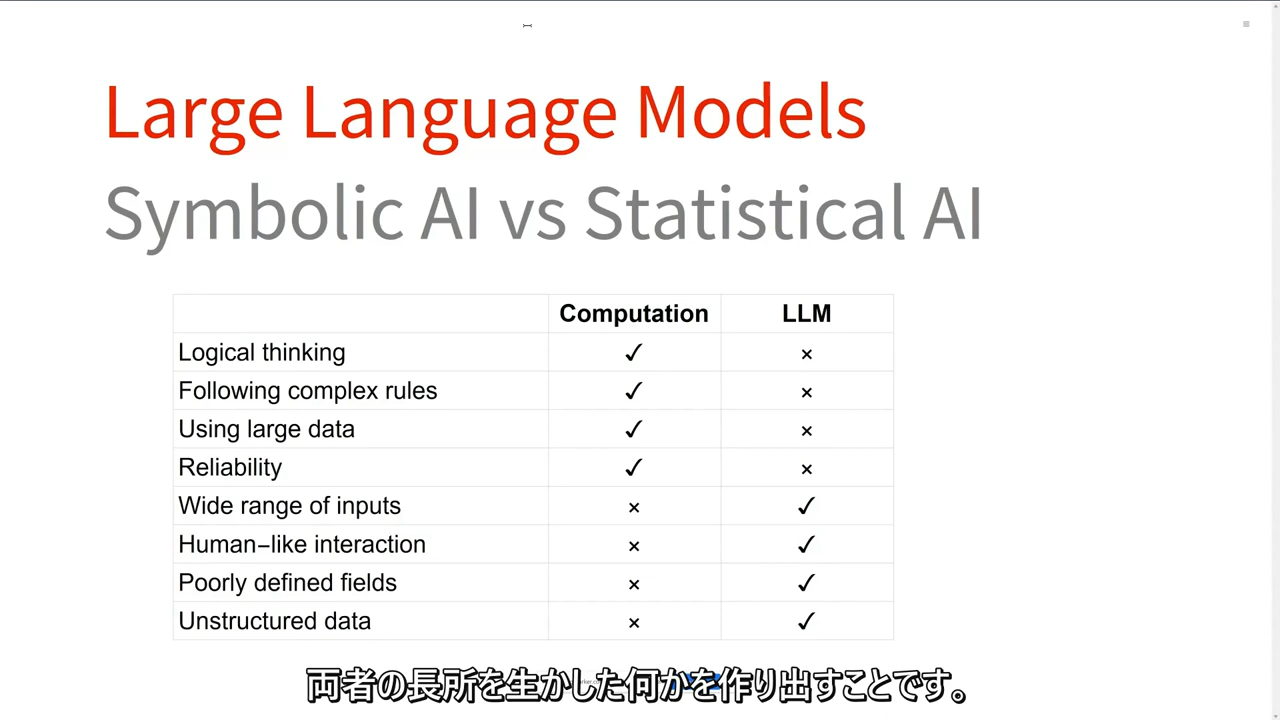 Large Language Models
Symbolic AI vs Statistical AI
Computation LLM
Logical thinking ✓ ×
Following complex rules ✓ ×
Using large data ✓ ×
Reliability ✓ ×
Wide range of inputs × ✓
Human–like interaction × ✓
Poorly defined fields × ✓
Unstructured data × ✓
両者の長所を生かした何かを作り出すことです。